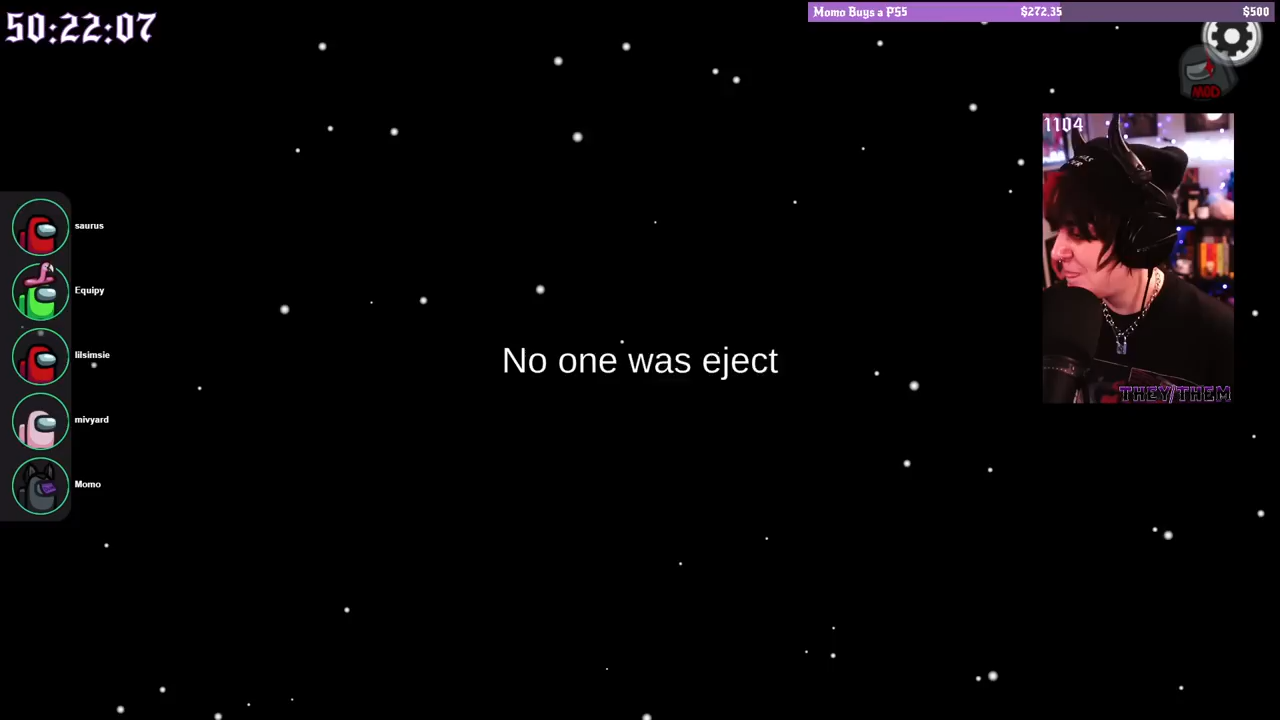 50:22:07
Momo Buys a PS5 $272.35 $500
MOD
1104
saurus
Equipy
lilsimsie
mivyard
Momo
No one was eject
THEY/THEM